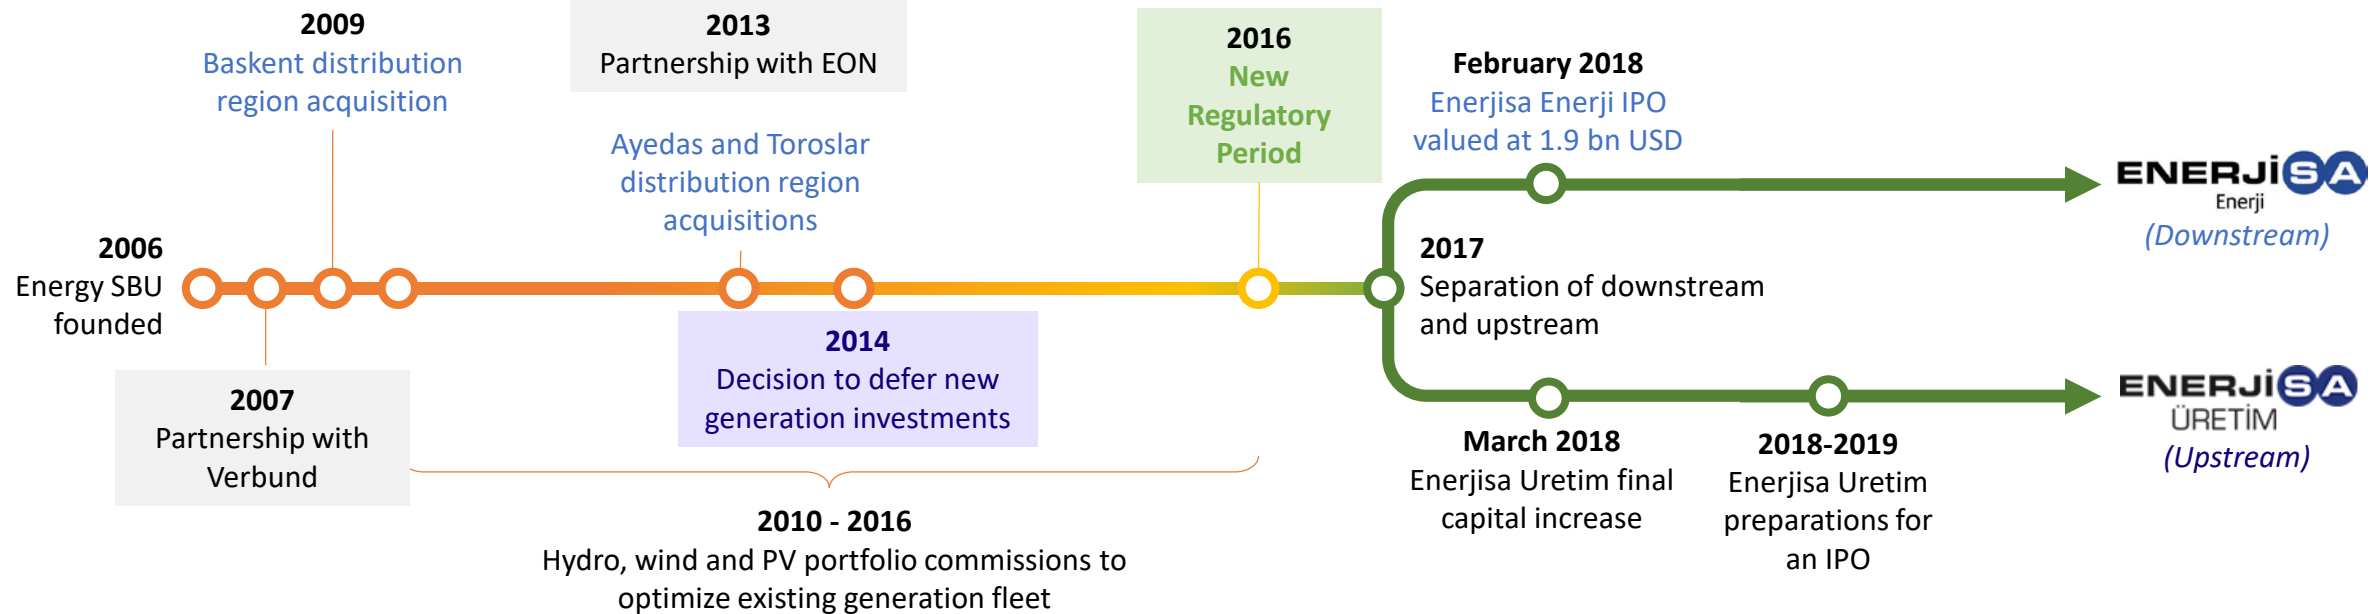 2009
Baskent distribution
region acquisition
2013
Partnership with EON
Ayedas and Toroslar
distribution region
acquisitions
2016
New
Regulatory
Period
February 2018
Enerjisa Enerji IPO
valued at 1.9 bn USD
ENERJİSA
Enerji
(Downstream)
2006
Energy SBU
founded
2017
Separation of downstream
and upstream
2007
Partnership with
Verbund
2014
Decision to defer new
generation investments
2010 - 2016
Hydro, wind and PV portfolio commissions to
optimize existing generation fleet
March 2018
Enerjisa Uretim final
capital increase
2018-2019
Enerjisa Uretim
preparations for
an IPO
ENERJİSA
ÜRETİM
(Upstream)